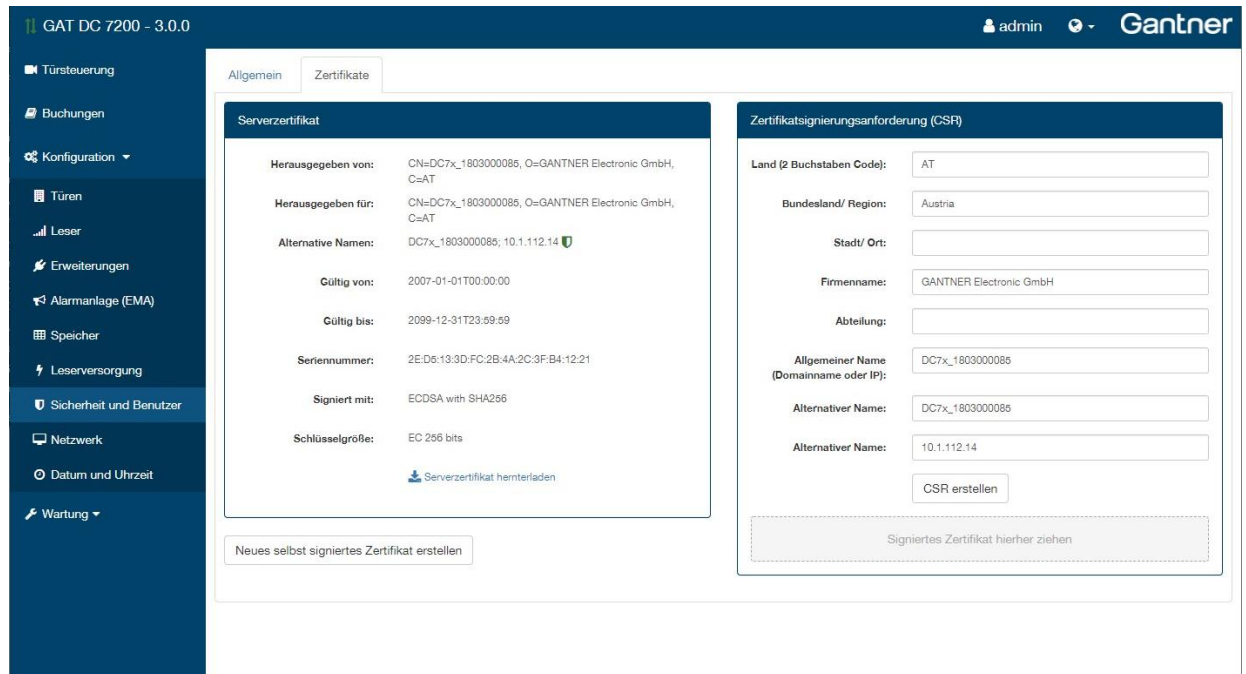 GAT DC 7200 - 3.0.0
admin
Gantner
Türsteuerung
Buchungen
Konfiguration
Türen
Leser
Erweiterungen
Alarmanlage (EMA)
Speicher
Leserversorgung
Sicherheit und Benutzer
Netzwerk
Datum und Uhrzeit
Wartung
Allgemein
Zertifikate
Serverzertifikat
Herausgegeben von: CN=DC7x_1803000085, O=GANTNER Electronic GmbH,
C=AT
Herausgegeben für: CN=DC7x_1803000085, O=GANTNER Electronic GmbH,
C=AT
Alternative Namen: DC7x_1803000085; 10.1.112.14
Gültig von: 2007-01-01T00:00:00
Gültig bis: 2099-12-31T23:59:59
Seriennummer: 2E:D5:13:3D:FC:2B:4A:2C:3F:B4:12:21
Signiert mit: ECDSA with SHA256
Schlüsselgröße: EC 256 bits
Serverzertifikat hernterladen
Neues selbst signiertes Zertifikat erstellen
Zertifikatsignierungsanforderung (CSR)
Land (2 Buchstaben Code): AT
Bundesland/ Region: Austria
Stadt/ Ort:
Firmenname: GANTNER Electronic GmbH
Abteilung:
Allgemeiner Name
(Domainname oder IP): DC7x_1803000085
Alternativer Name: DC7x_1803000085
Alternativer Name: 10.1.112.14
CSR erstellen
Signiertes Zertifikat hierher ziehen